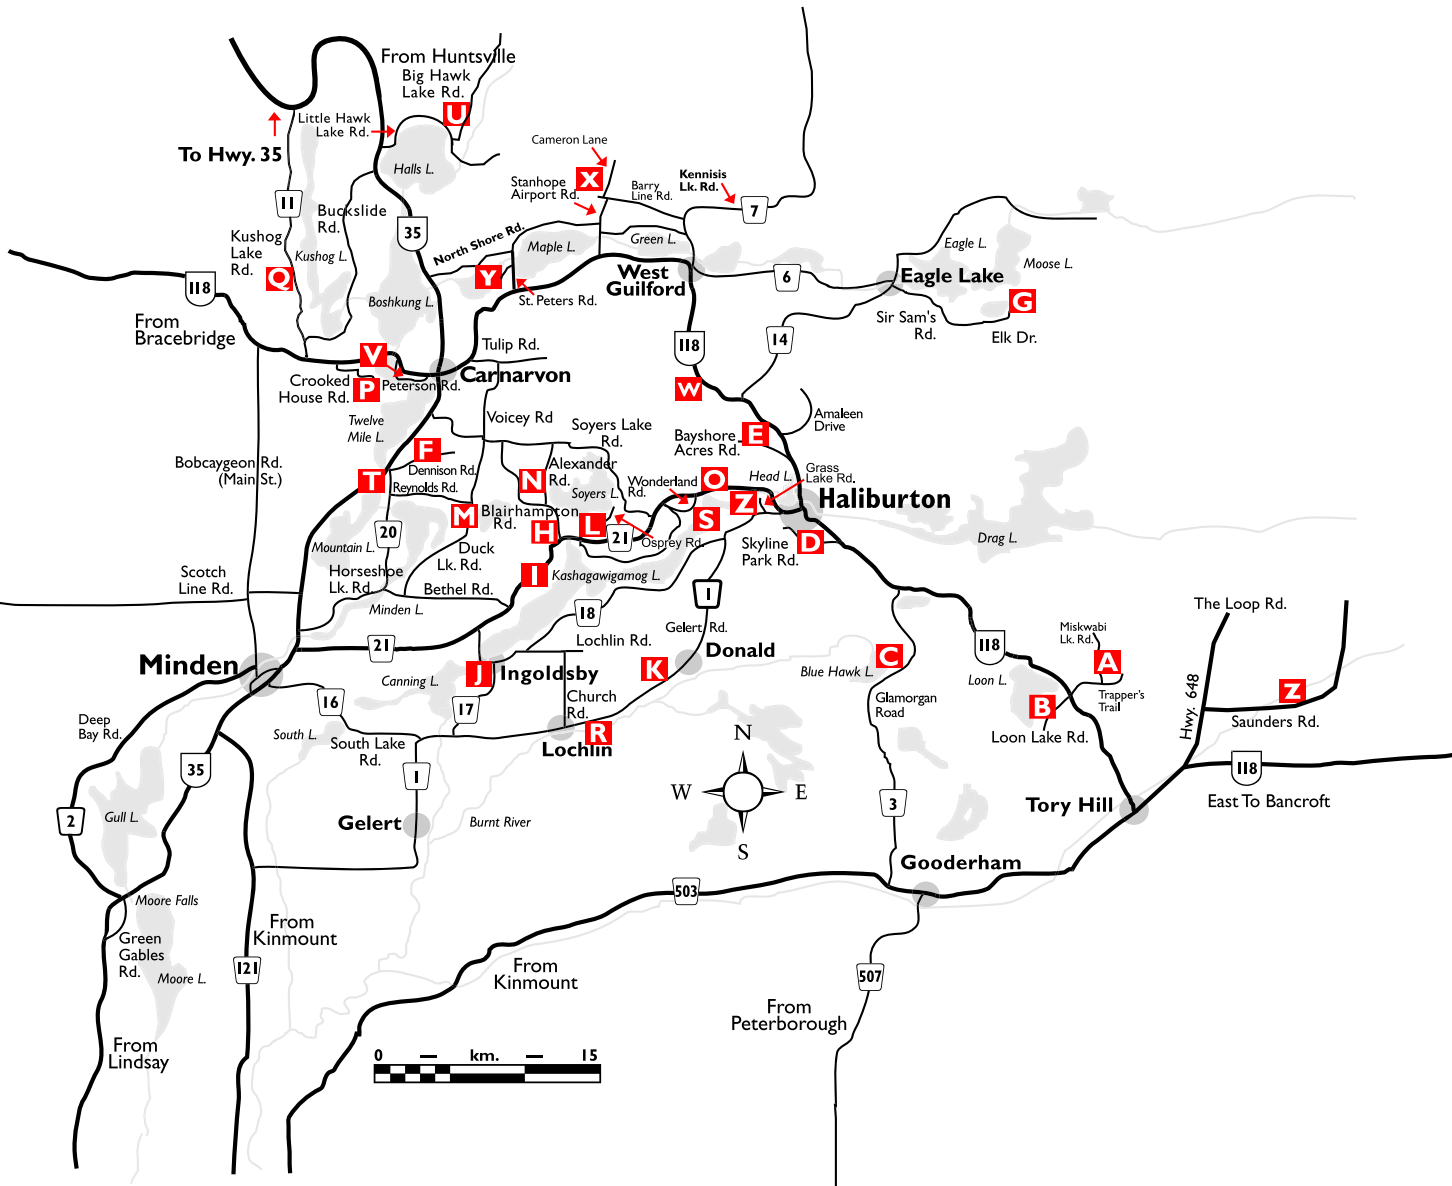 From Huntsville
Big Hawk
Lake Rd.
U
Little Hawk
Lake Rd.
To Hwy. 35
Halls L.
Cameron Lane
X
Stanhope
Airport Rd.
Barry
Line Rd.
Kennisis
Lk. Rd.
7
11
Buckslide
Rd.
35
Kushog
Lake
Rd.
Q
Kushog L.
North Shore Rd.
Maple L.
Green L.
Eagle L.
Moose L.
118
Boshkung L.
Y
St. Peters Rd.
West
Guilford
6
Eagle Lake
G
From
Bracebridge
Sir Sam's
Rd.
Elk Dr.
V
Tulip Rd.
118
14
Crooked
House Rd.
P
Peterson Rd.
Carnarvon
W
Twelve
Mile L.
Voicey Rd
Soyers Lake
Rd.
Bayshore
Acres Rd.
E
Amaleen
Drive
F
Bobcaygeon Rd.
(Main St.)
T
Dennison Rd.
Reynolds Rd.
N
Alexander
Rd.
Soyers L.
Wonderland
Rd.
O
Head L.
Grass
Lake Rd.
Z
Haliburton
M
Blairhampton
Rd.
H
L
21
S
Osprey Rd.
20
Mountain L.
Duck
Lk. Rd.
Skyline
Park Rd.
D
Drag L.
Scotch
Line Rd.
Horseshoe
Lk. Rd.
Bethel Rd.
I
Kashagawigamog L.
Minden L.
18
1
Gelert Rd.
The Loop Rd.
Minden
21
Lochlin Rd.
Donald
118
Miskwabi
Lk. Rd.
A
Canning L.
J
Ingoldsby
K
C
Blue Hawk L.
Loon L.
Trapper's
Trail
Hwy. 648
Z
16
17
Church
Rd.
Glamorgan
Road
B
Saunders Rd.
Deep
Bay Rd.
South L.
South Lake
Rd.
R
Lochlin
Loon Lake Rd.
35
1
N
W
E
S
118
East To Bancroft
2
Gull L.
Gelert
Burnt River
3
Tory Hill
Gooderham
Moore Falls
503
From
Kinmount
Green
Gables
Rd.
Moore L.
121
From
Kinmount
507
From
Peterborough
From
Lindsay
0 — km. — 15